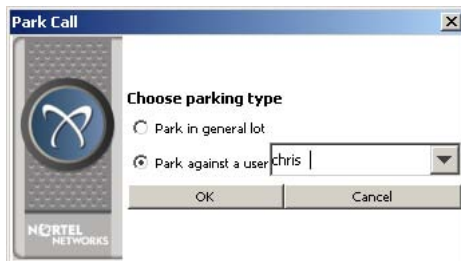 Park Call
Choose parking type
Park in general lot
Park against a user chris
OK Cancel
NORTEL
NETWORKS